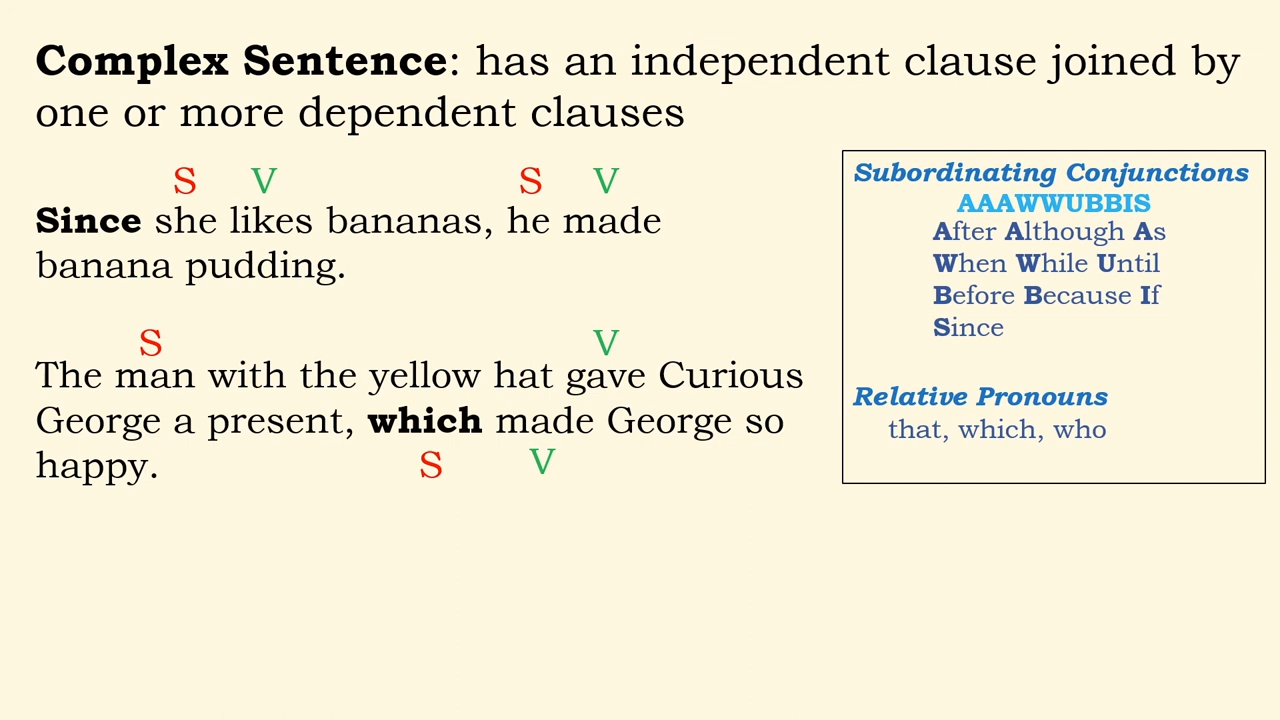 Complex Sentence: has an independent clause joined by
one or more dependent clauses
S V S V
Since she likes bananas, he made
banana pudding.
S V
The man with the yellow hat gave Curious
George a present, which made George so
happy.
S V
Subordinating Conjunctions
AAAWWUBBIS
After Although As
When While Until
Before Because If
Since
Relative Pronouns
that, which, who